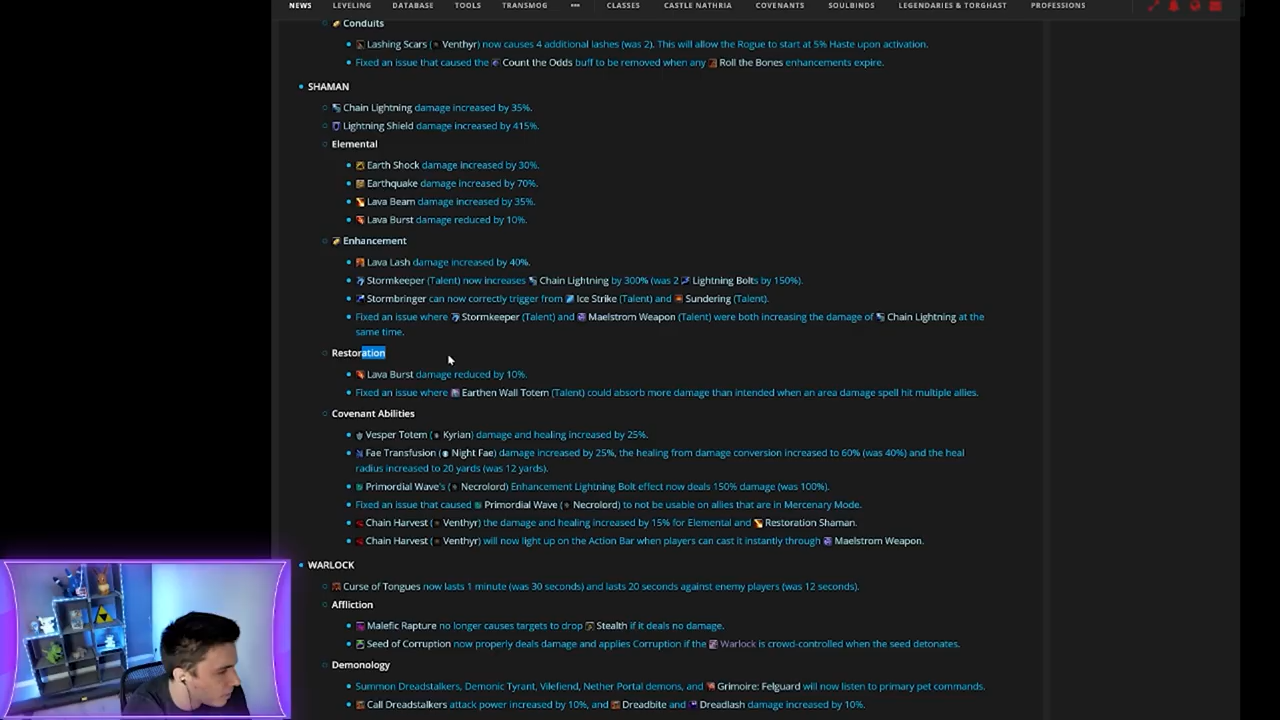 NEWS LEVELING DATABASE TOOLS TRANSMOG ••• CLASSES CASTLE NATHRIA COVENANTS SOULBINDS LEGENDARIES & TORGHAST PROFESSIONS
Conduits
Lashing Scars (Venthyr) now causes 4 additional lashes (was 2). This will allow the Rogue to start at 5% Haste upon activation.
Fixed an issue that caused the Count the Odds buff to be removed when any Roll the Bones enhancements expire.
SHAMAN
Chain Lightning damage increased by 35%.
Lightning Shield damage increased by 415%.
Elemental
Earth Shock damage increased by 30%.
Earthquake damage increased by 70%.
Lava Beam damage increased by 35%.
Lava Burst damage reduced by 10%.
Enhancement
Lava Lash damage increased by 40%.
Stormkeeper (Talent) now increases Chain Lightning by 300% (was 2 Lightning Bolts by 150%).
Stormbringer can now correctly trigger from Ice Strike (Talent) and Sundering (Talent).
Fixed an issue where Stormkeeper (Talent) and Maelstrom Weapon (Talent) were both increasing the damage of Chain Lightning at the
same time.
Restoration
Lava Burst damage reduced by 10%.
Fixed an issue where Earthen Wall Totem (Talent) could absorb more damage than intended when an area damage spell hit multiple allies.
Covenant Abilities
Vesper Totem (Kyrian) damage and healing increased by 25%.
Fae Transfusion (Night Fae) damage increased by 25%, the healing from damage conversion increased to 60% (was 40%) and the heal
radius increased to 20 yards (was 12 yards).
Primordial Wave's (Necrolord) Enhancement Lightning Bolt effect now deals 150% damage (was 100%).
Fixed an issue that caused Primordial Wave (Necrolord) to not be usable on allies that are in Mercenary Mode.
Chain Harvest (Venthyr) the damage and healing increased by 15% for Elemental and Restoration Shaman.
Chain Harvest (Venthyr) will now light up on the Action Bar when players can cast it instantly through Maelstrom Weapon.
WARLOCK
Curse of Tongues now lasts 1 minute (was 30 seconds) and lasts 20 seconds against enemy players (was 12 seconds).
Affliction
Malefic Rapture no longer causes targets to drop Stealth if it deals no damage.
Seed of Corruption now properly deals damage and applies Corruption if the Warlock is crowd-controlled when the seed detonates.
Demonology
Summon Dreadstalkers, Demonic Tyrant, Vilefiend, Nether Portal demons, and Grimoire: Felguard will now listen to primary pet commands.
Call Dreadstalkers attack power increased by 10%, and Dreadbite and Dreadlash damage increased by 10%.